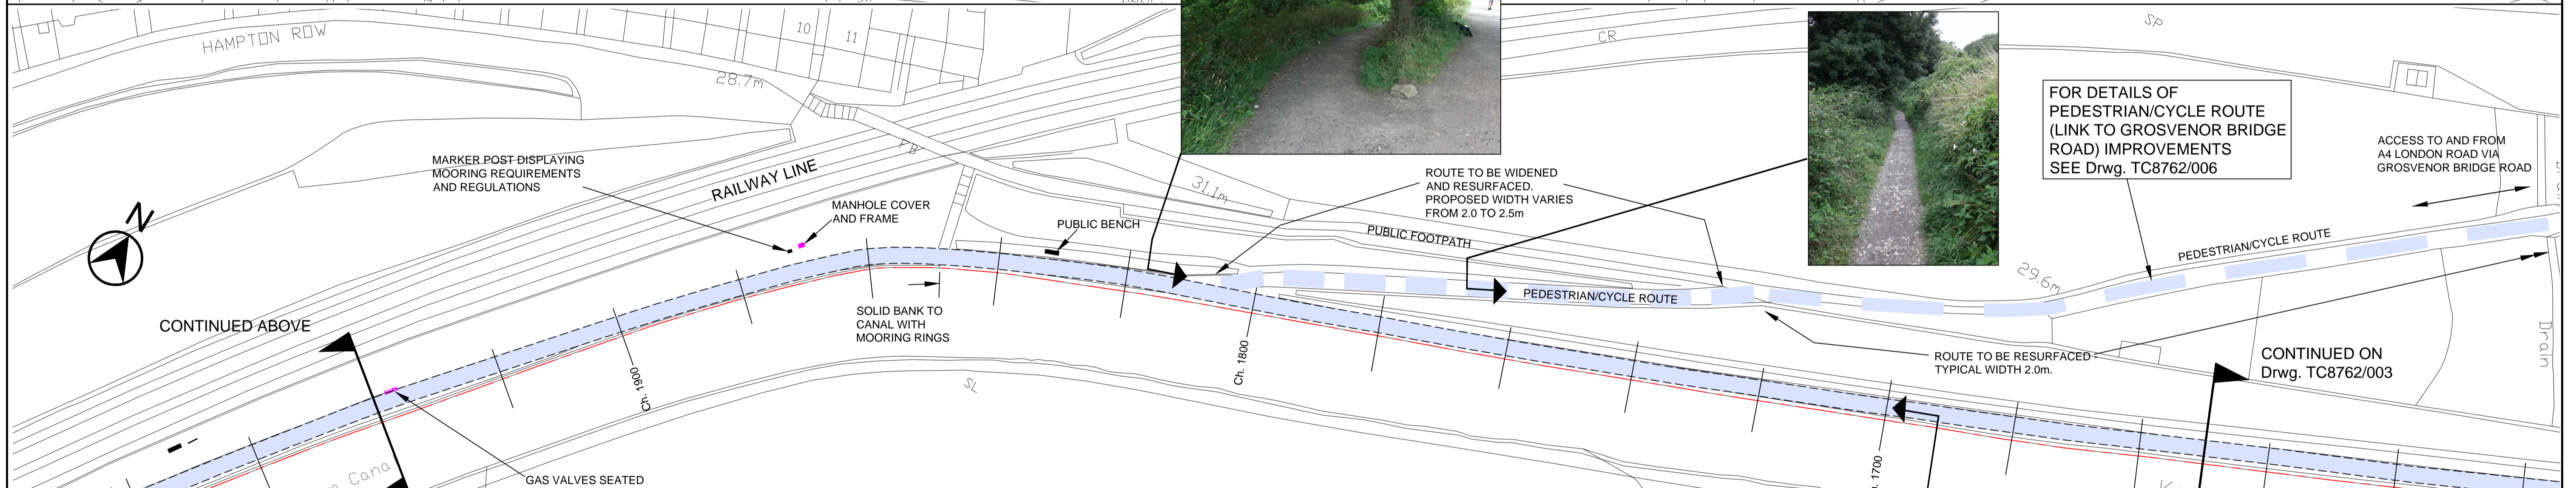 HAMPTON ROW
10
11
28.7m
CR
SP
FOR DETAILS OF
PEDESTRIAN/CYCLE ROUTE
(LINK TO GROSVENOR BRIDGE
ROAD) IMPROVEMENTS
SEE Drwg. TC8762/006
ACCESS TO AND FROM
A4 LONDON ROAD VIA
GROSVENOR BRIDGE ROAD
MARKER POST DISPLAYING
MOORING REQUIREMENTS
AND REGULATIONS
RAILWAY LINE
FB
31.1m
ROUTE TO BE WIDENED
AND RESURFACED.
PROPOSED WIDTH VARIES
FROM 2.0 TO 2.5m
MANHOLE COVER
AND FRAME
PUBLIC BENCH
PUBLIC FOOTPATH
PEDESTRIAN/CYCLE ROUTE
29.6m
N
PEDESTRIAN/CYCLE ROUTE
SOLID BANK TO
CANAL WITH
MOORING RINGS
CONTINUED ABOVE
Ch. 1900
Ch. 1800
SL
ROUTE TO BE RESURFACED
TYPICAL WIDTH 2.0m.
CONTINUED ON
Drwg. TC8762/003
Drain
Cana
GAS VALVES SEATED
1700